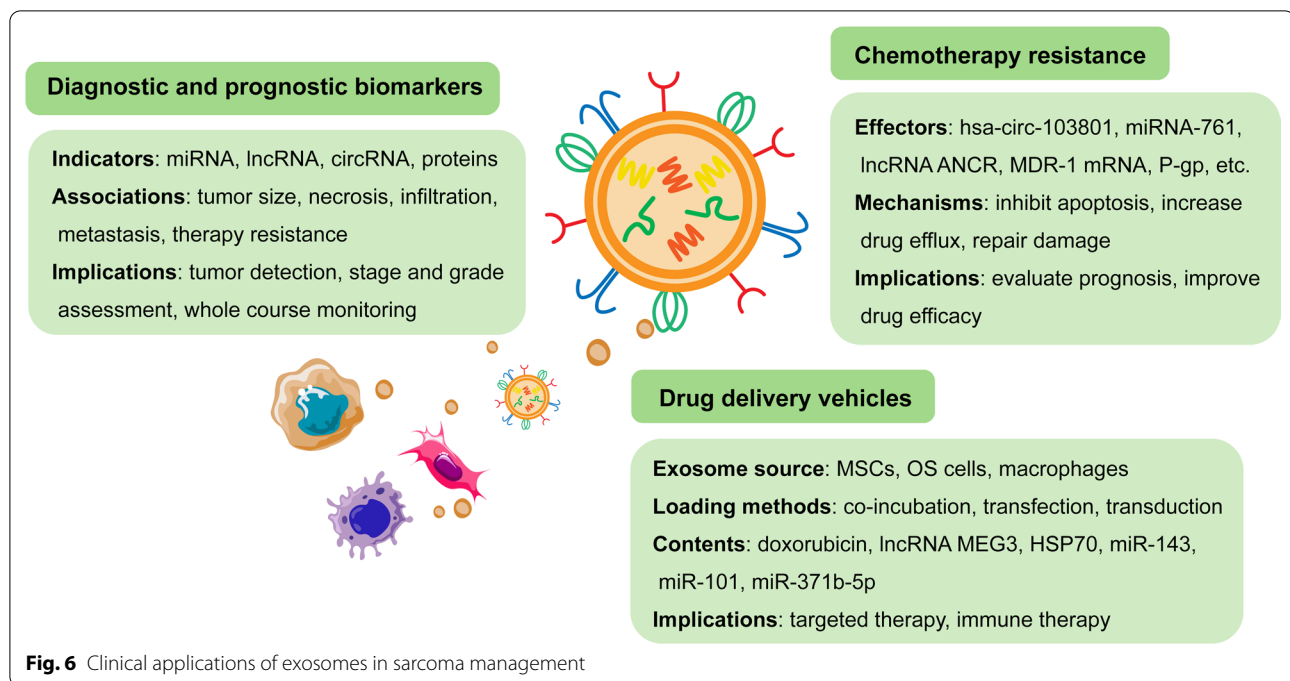 Diagnostic and prognostic biomarkers
Indicators: miRNA, lncRNA, circRNA, proteins
Associations: tumor size, necrosis, infiltration,
metastasis, therapy resistance
Implications: tumor detection, stage and grade
assessment, whole course monitoring
Chemotherapy resistance
Effectors: hsa-circ-103801, miRNA-761,
lncRNA ANCR, MDR-1 mRNA, P-gp, etc.
Mechanisms: inhibit apoptosis, increase
drug efflux, repair damage
Implications: evaluate prognosis, improve
drug efficacy
Drug delivery vehicles
Exosome source: MSCs, OS cells, macrophages
Loading methods: co-incubation, transfection, transduction
Contents: doxorubicin, lncRNA MEG3, HSP70, miR-143,
miR-101, miR-371b-5p
Implications: targeted therapy, immune therapy
Fig. 6 Clinical applications of exosomes in sarcoma management